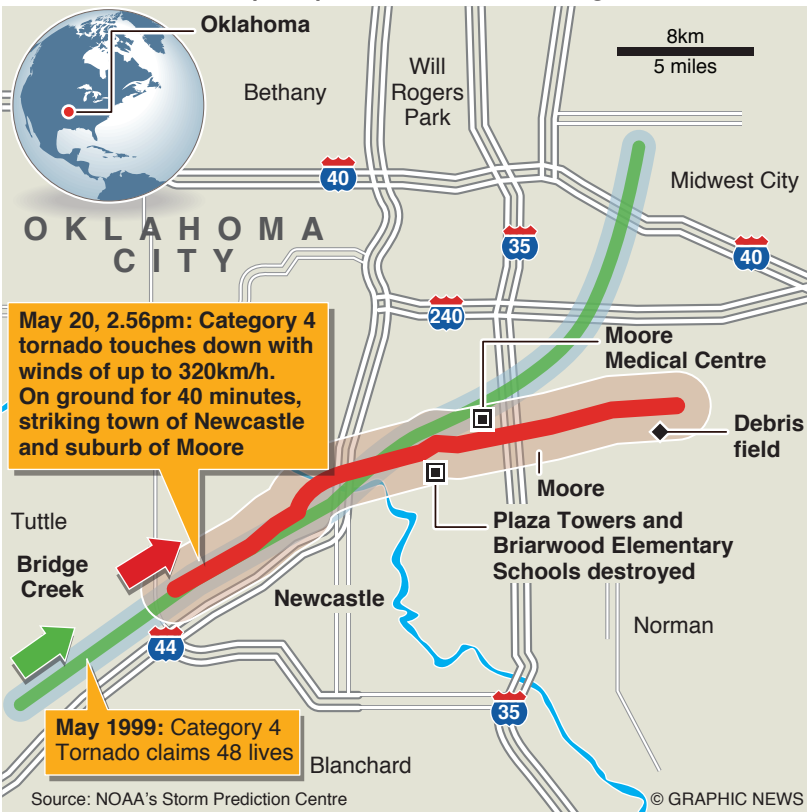 Oklahoma
8km
5 miles
Will
Rogers
Park
Bethany
40
Midwest City
OKLAHOMA
CITY
35
40
240
May 20, 2.56pm: Category 4
tornado touches down with
winds of up to 320km/h.
On ground for 40 minutes,
striking town of Newcastle
and suburb of Moore
Moore
Medical Centre
Debris
field
Moore
Tuttle
Plaza Towers and
Briarwood Elementary
Schools destroyed
Bridge
Creek
Newcastle
Norman
44
35
May 1999: Category 4
Tornado claims 48 lives
Blanchard
Source: NOAA's Storm Prediction Centre
© GRAPHIC NEWS